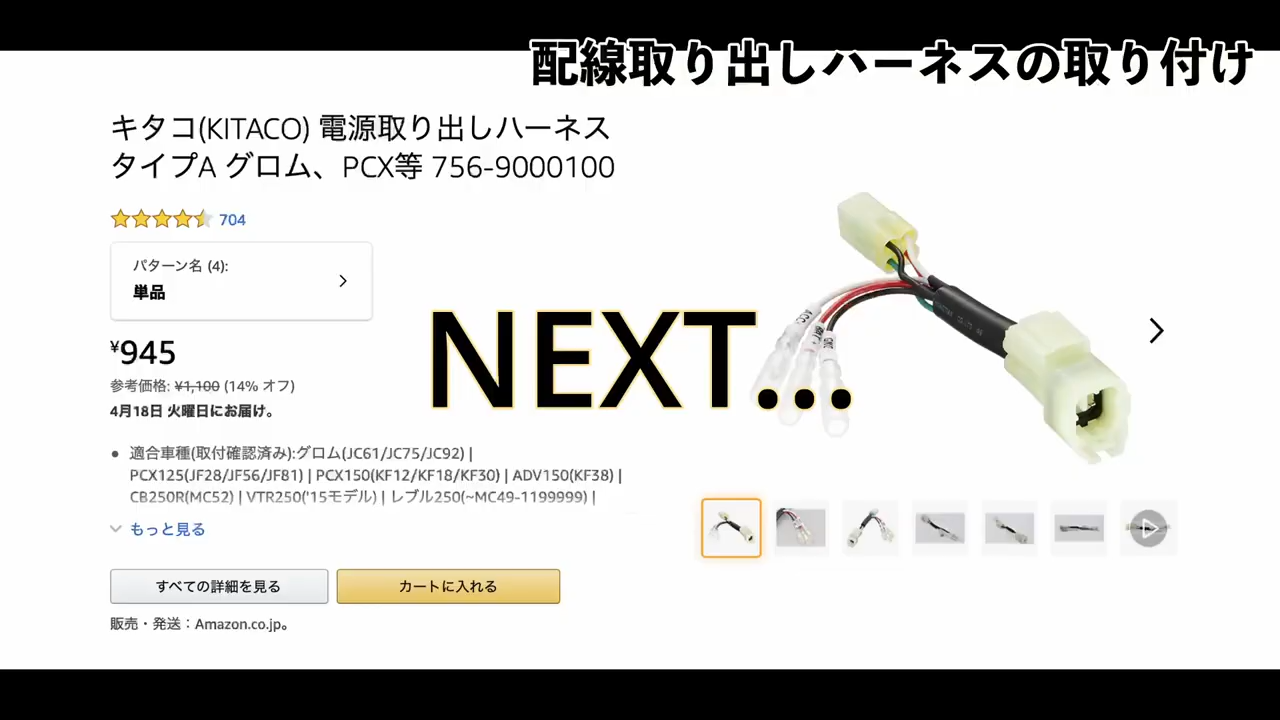 配線取り出しハーネスの取り付け
キタコ(KITACO) 電源取り出しハーネス
タイプA グロム、PCX等 756-9000100
704
パターン名 (4):
単品
¥945
参考価格: ¥1,100 (14% オフ)
4月18日 火曜日にお届け。
NEXT...
適合車種(取付確認済み):グロム(JC61/JC75/JC92) |
PCX125(JF28/JF56/JF81) | PCX150(KF12/KF18/KF30) | ADV150(KF38) |
CB250R(MC52) | VTR250('15モデル) | レブル250(~MC49-1199999) |
もっと見る
すべての詳細を見る
カートに入れる
販売・発送：Amazon.co.jp。
ACC